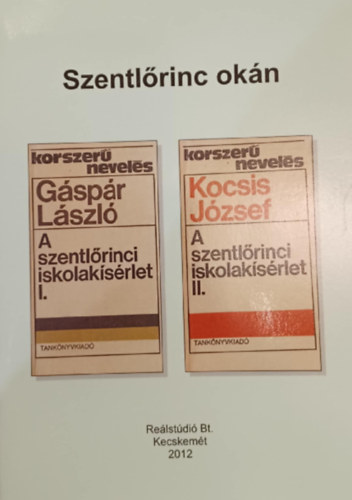 Szentlőrinc okán
korszerű
nevelés
Gáspár
László
A
szentlőrinci
iskolakísérlet
I.
TANKÖNYVKIADÓ
korszerű
nevelés
Kocsis
József
A
szentlőrinci
iskolakísérlet
II.
TANKÖNYVKIADÓ
Reálstúdió Bt.
Kecskemét
2012